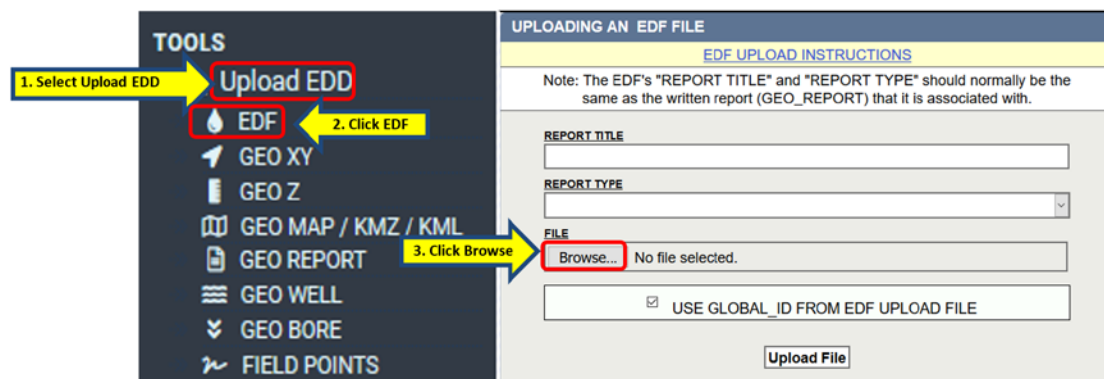 TOOLS
1. Select Upload EDD
Upload EDD
EDF
2. Click EDF
GEO XY
GEO Z
GEO MAP / KMZ / KML
GEO REPORT
GEO WELL
GEO BORE
FIELD POINTS
UPLOADING AN EDF FILE
EDF UPLOAD INSTRUCTIONS
Note: The EDF's "REPORT TITLE" and "REPORT TYPE" should normally be the
same as the written report (GEO_REPORT) that it is associated with.
REPORT TITLE
REPORT TYPE
FILE
3. Click Browse
Browse... No file selected.
USE GLOBAL_ID FROM EDF UPLOAD FILE
Upload File